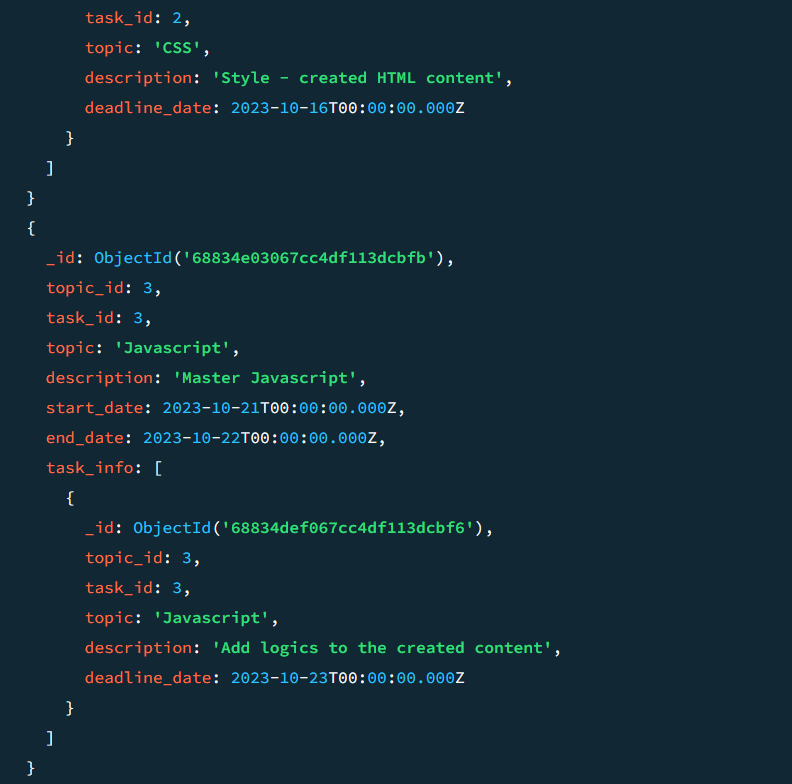 task_id: 2,
topic: 'CSS',
description: 'Style - created HTML content',
deadline_date: 2023-10-16T00:00:00.000Z
}
]
}
{
_id: ObjectId('68834e03067cc4df113dcbfb'),
topic_id: 3,
task_id: 3,
topic: 'Javascript',
description: 'Master Javascript',
start_date: 2023-10-21T00:00:00.000Z,
end_date: 2023-10-22T00:00:00.000Z,
task_info: [
{
_id: ObjectId('68834def067cc4df113dcbf6'),
topic_id: 3,
task_id: 3,
topic: 'Javascript',
description: 'Add logics to the created content',
deadline_date: 2023-10-23T00:00:00.000Z
}
]
}